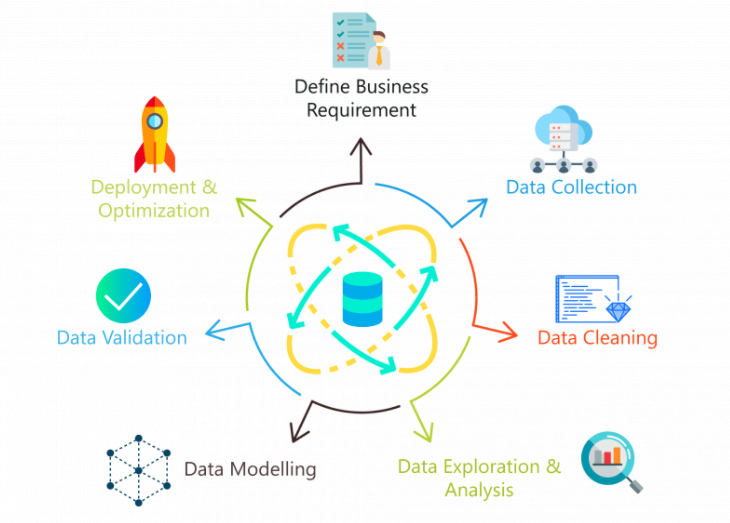 Define Business
Requirement
Data Collection
Data Cleaning
Data Exploration &
Analysis
Data Modelling
Data Validation
Deployment &
Optimization